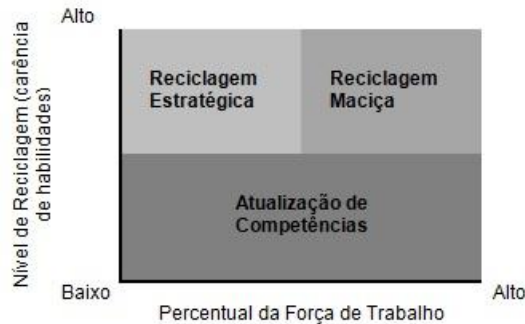 Alto
Nível de Reciclagem (carência
de habilidades)
Reciclagem
Estratégica
Reciclagem
Maciça
Atualização de
Competências
Baixo
Alto
Percentual da Força de Trabalho